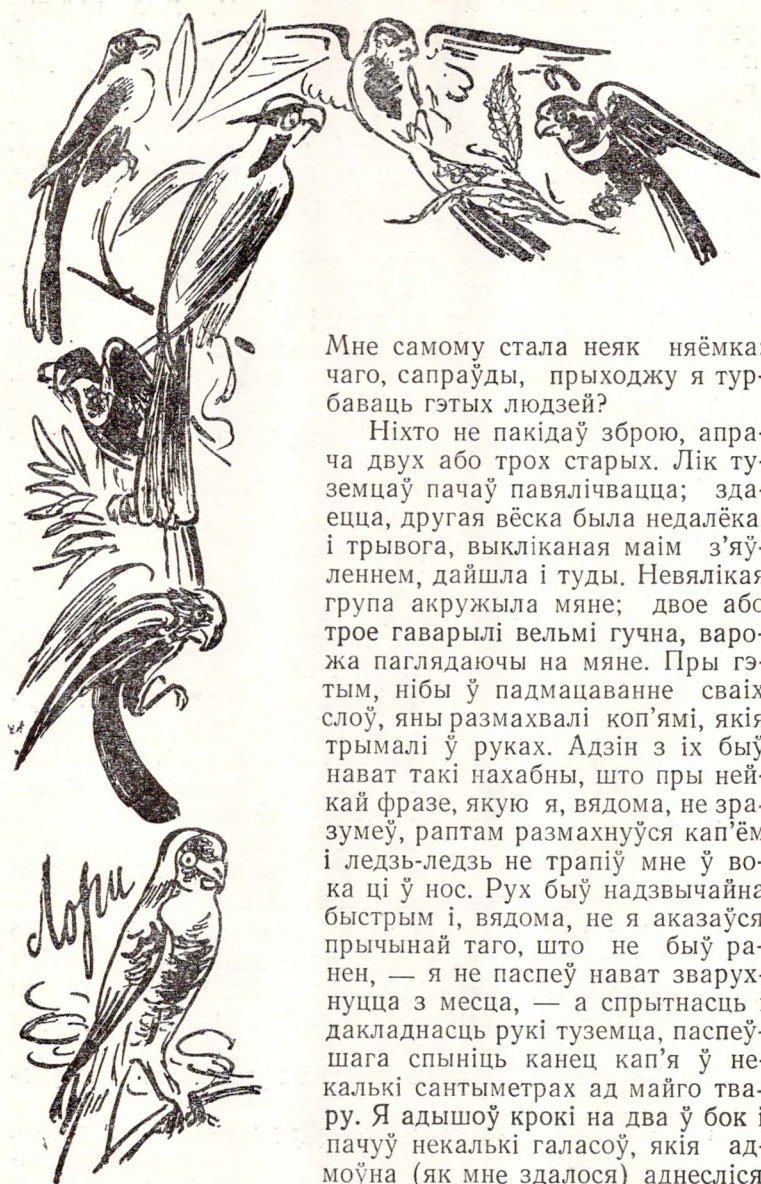 Мне самому стала неяк няёмка:
чаго, сапраўды, прыходжу я тур-
баваць гэтых людзей?
Ніхто не пакідаў зброю, апра-
ча двух або трох старых. Лік ту-
земцаў пачаў павялічвацца; зда-
ецца, другая вёска была недалёка
і трывога, выкліканая маім з'яў-
леннем, дайшла і туды. Невялікая
група акружыла мяне; двое або
трое гаварылі вельмі гучна, варо-
жа паглядаючы на мяне. Пры гэ-
тым, нібы ў падмацаванне сваіх
слоў, яны размахвалі коп'ямі, якія
трымалі ў руках. Адзін з іх быў
нават такі нахабны, што пры ней-
кай фразе, якую я, вядома, не зра-
зумеў, раптам размахнуўся кап'ём
і ледзь-ледзь не трапіў мне ў во-
ка ці ў нос. Рух быў надзвычайна
быстрым і, вядома, не я аказаўся
прычынай таго, што не быў ра-
нен, — я не паспеў нават зварух-
нуцца з месца, — а спрытнасць і
дакладнасць рукі туземца, паспеў-
шага спыніць канец кап'я ў не-
калькі сантыметрах ад майго тва-
ру. Я адышоў крокі на два ў бок і
пачуў некалькі галасоў, якія ад-
моўна (як мне здалося) аднесліся
Лори